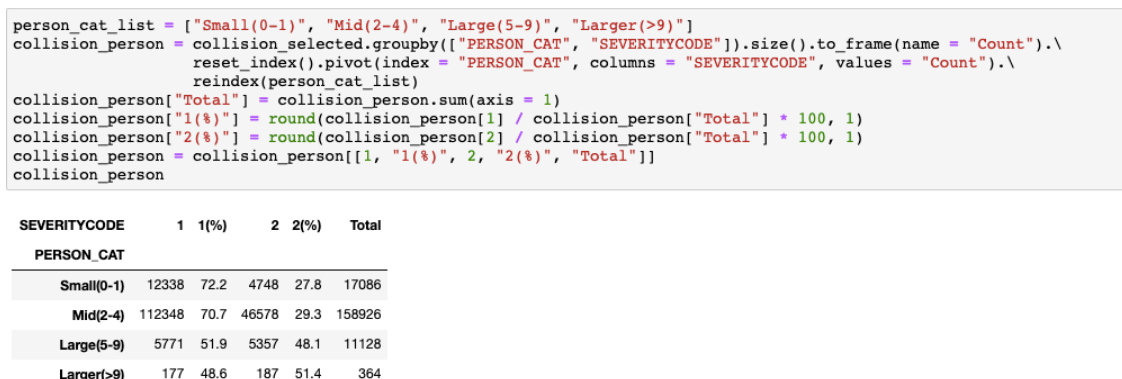 person_cat_list = ["Small(0-1)", "Mid(2-4)", "Large(5-9)", "Larger(>9)"]
collision_person = collision_selected.groupby(["PERSON_CAT", "SEVERITYCODE"]).size().to_frame(name = "Count").\
reset_index().pivot(index = "PERSON_CAT", columns = "SEVERITYCODE", values = "Count").\
reindex(person_cat_list)
collision_person["Total"] = collision_person.sum(axis = 1)
collision_person["1(%)"] = round(collision_person[1] / collision_person["Total"] * 100, 1)
collision_person["2(%)"] = round(collision_person[2] / collision_person["Total"] * 100, 1)
collision_person = collision_person[[1, "1(%)", 2, "2(%)", "Total"]]
collision_person
SEVERITYCODE 1 1(%) 2 2(%) Total
PERSON_CAT
Small(0-1) 12338 72.2 4748 27.8 17086
Mid(2-4) 112348 70.7 46578 29.3 158926
Large(5-9) 5771 51.9 5357 48.1 11128
Larger(>9) 177 48.6 187 51.4 364